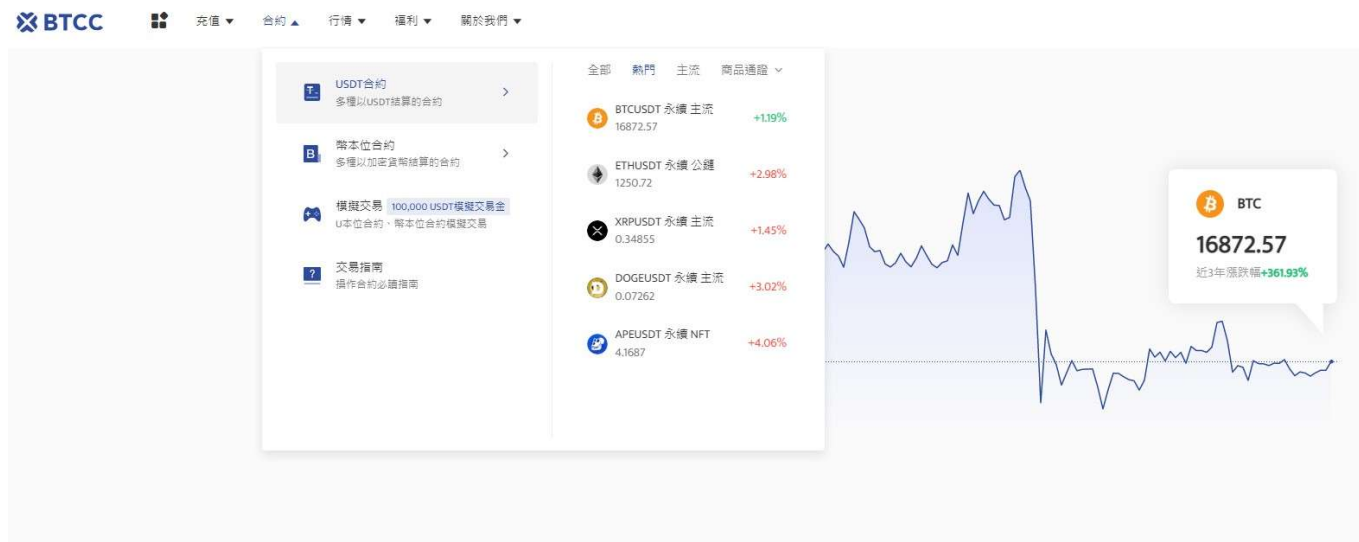 BTCC
充值 ▼
合約 ▲
行情 ▼
福利 ▼
關於我們 ▼
USDT合約
多種以USDT結算的合約
幣本位合約
多種以加密貨幣結算的合約
模擬交易 100,000 USDT模擬交易金
U本位合約、幣本位合約模擬交易
交易指南
操作合約必讀指南
全部 熱門 主流 商品通證
BTCUSDT 永續 主流
16872.57
+1.19%
ETHUSDT 永續 公鏈
1250.72
+2.98%
XRPUSDT 永續 主流
0.34855
+1.45%
DOGEUSDT 永續 主流
0.07262
+3.02%
APEUSDT 永續 NFT
4.1687
+4.06%
BTC
16872.57
近3年漲跌幅+361.93%